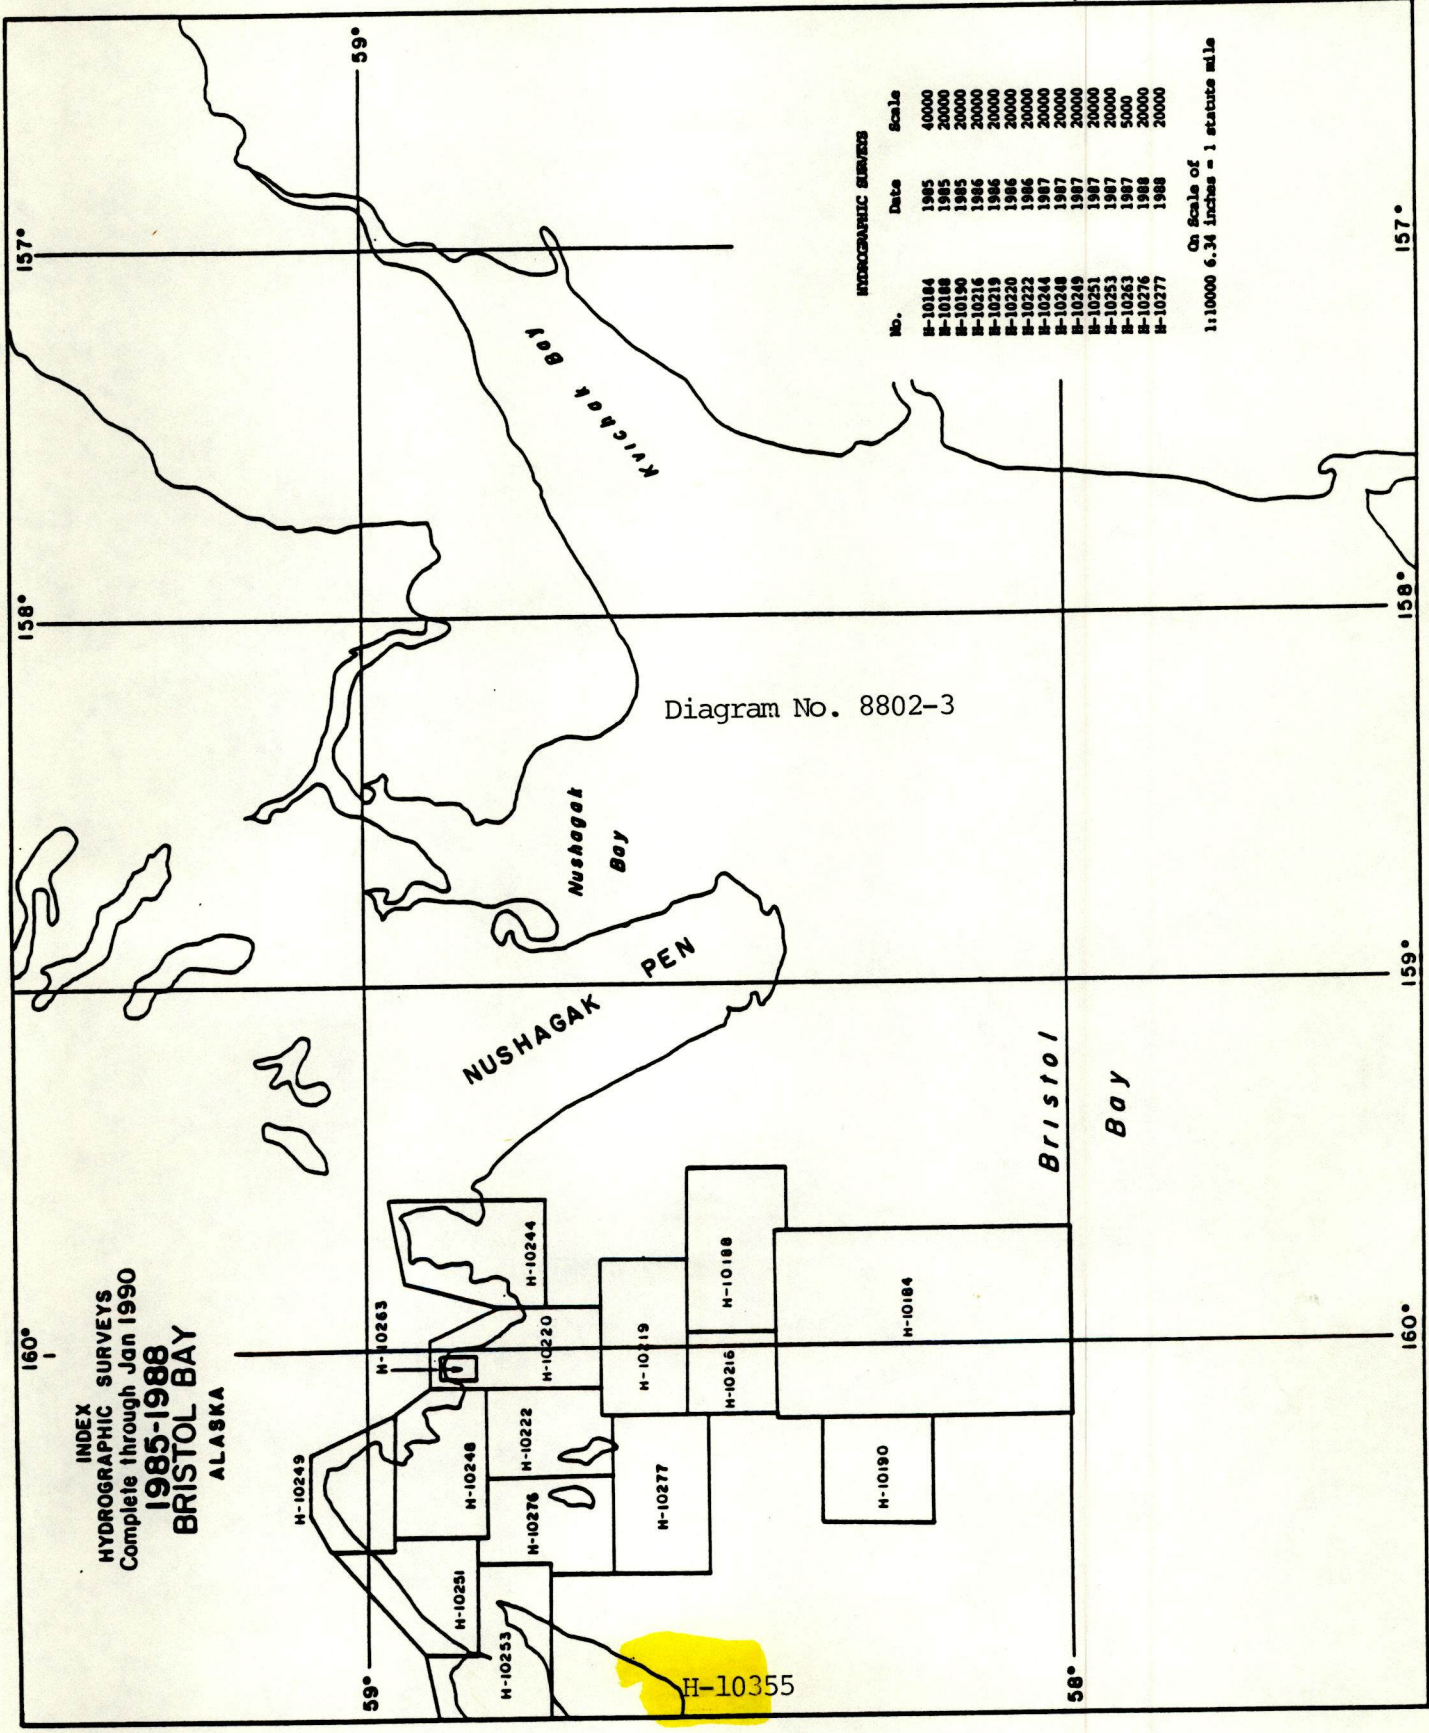 INDEX
HYDROGRAPHIC SURVEYS
Complete through Jan 1990
1985-1988
BRISTOL BAY
ALASKA
160°
159°
158°
157°
59°
59°
58°
160°
159°
158°
157°
H-10249
H-10263
H-10244
H-10220
H-10248
H-10222
H-10276
H-10251
H-10253
H-10219
H-10277
H-10188
H-10216
H-10184
H-10190
NUSHAGAK PEN
Nushagak
Bay
Kvichak Bay
Bristol
Bay
Diagram No. 8802-3
H-10355
HYDROGRAPHIC SURVEYS
No. Date Scale
H-10184 1985 40000
H-10188 1985 20000
H-10190 1985 20000
H-10216 1986 20000
H-10219 1986 20000
H-10220 1986 20000
H-10222 1986 20000
H-10244 1987 20000
H-10248 1987 20000
H-10249 1987 20000
H-10251 1987 20000
H-10253 1987 20000
H-10263 1987 5000
H-10276 1988 20000
H-10277 1988 20000
On Scale of
1:10000 6.34 inches = 1 statute mile